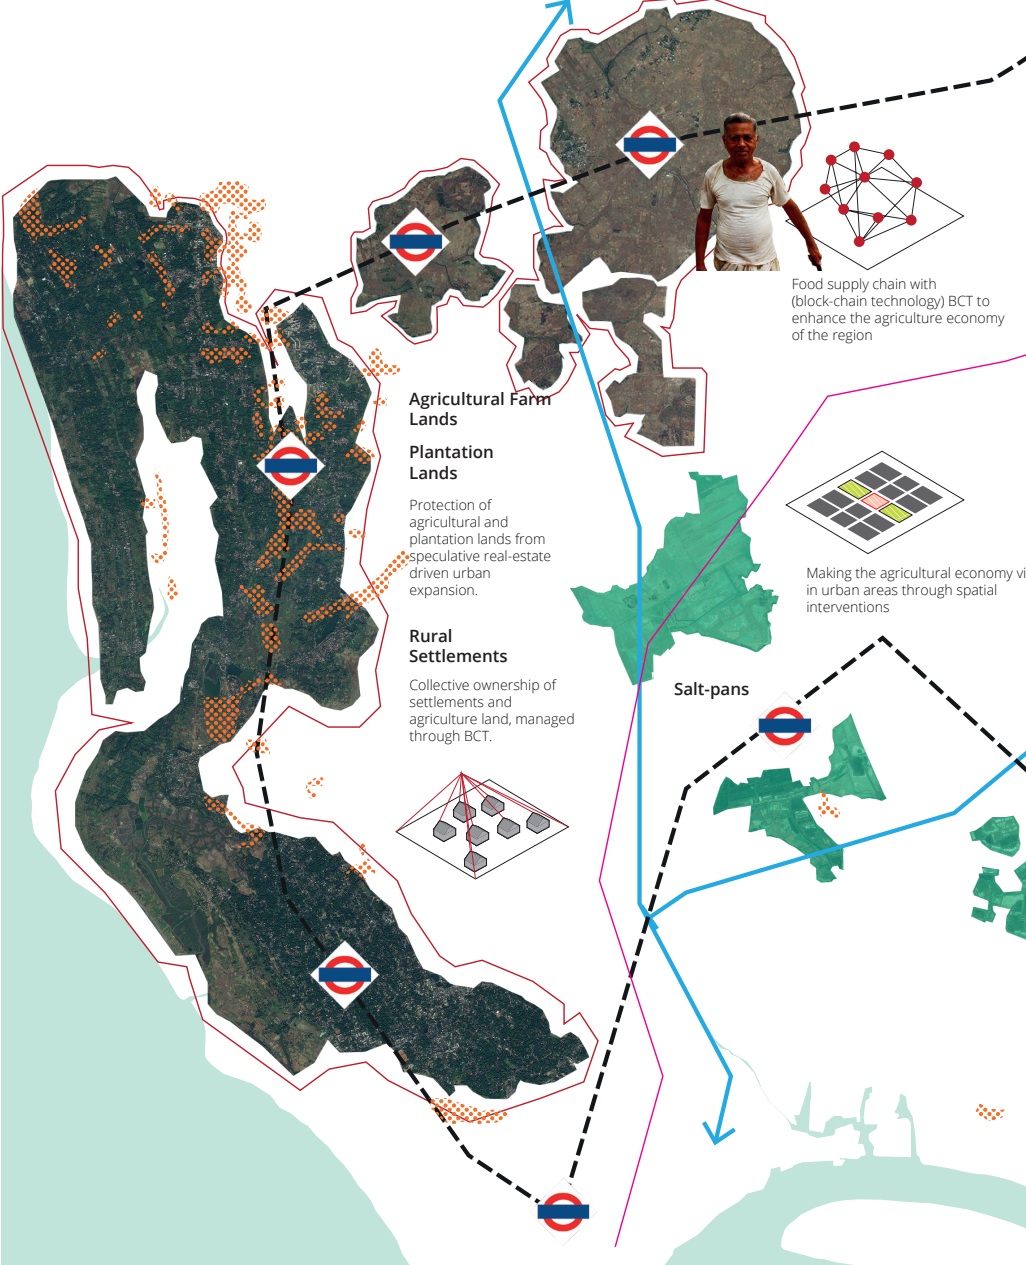 Food supply chain with
(block-chain technology) BCT to
enhance the agriculture economy
of the region
Agricultural Farm
Lands
Plantation
Lands
Protection of
agricultural and
plantation lands from
speculative real-estate
driven urban
expansion.
Making the agricultural economy vi
in urban areas through spatial
interventions
Rural
Settlements
Collective ownership of
settlements and
agriculture land, managed
through BCT.
Salt-pans